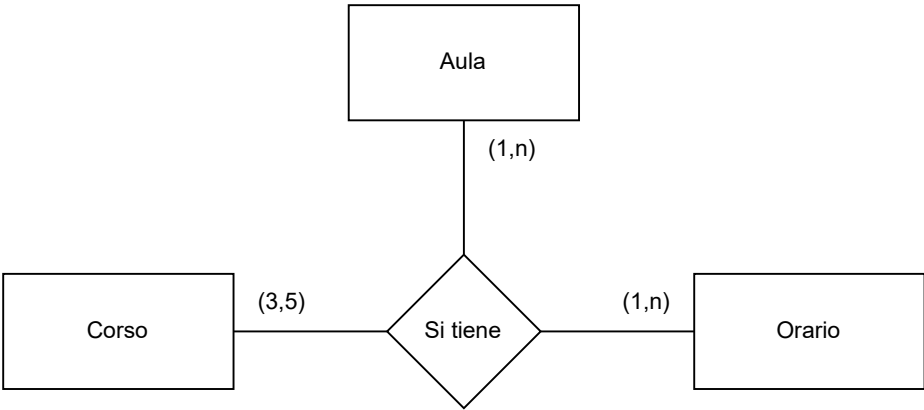 Aula
(1,n)
(3,5)
(1,n)
Corso
Si tiene
Orario